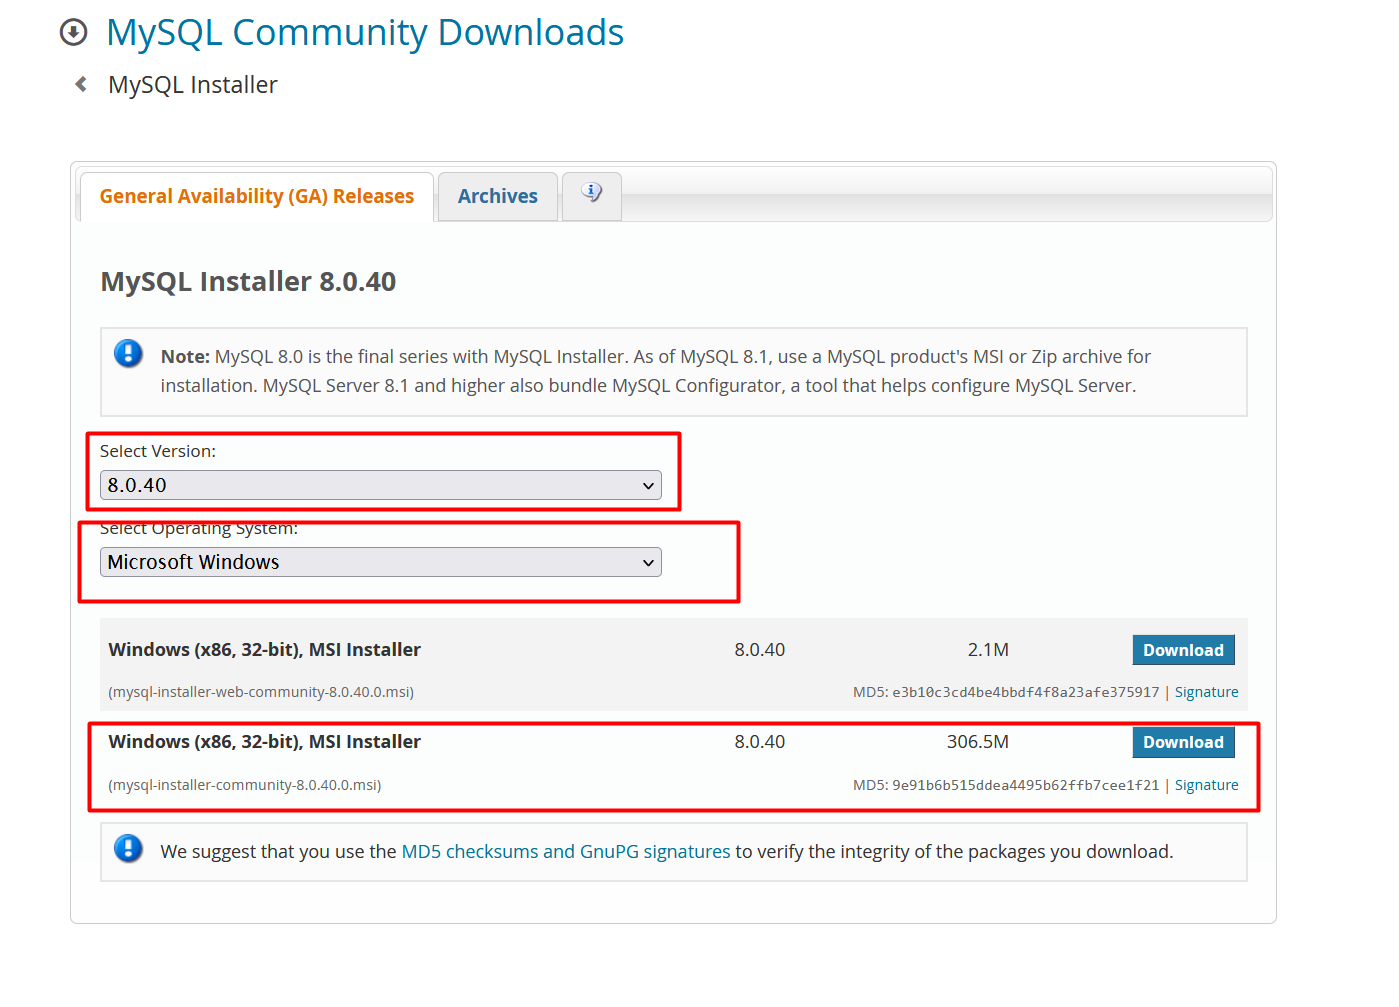 MySQL Community Downloads
MySQL Installer
General Availability (GA) Releases
Archives
MySQL Installer 8.0.40
Note: MySQL 8.0 is the final series with MySQL Installer. As of MySQL 8.1, use a MySQL product's MSI or Zip archive for
installation. MySQL Server 8.1 and higher also bundle MySQL Configurator, a tool that helps configure MySQL Server.
Select Version:
8.0.40
Select Operating System:
Microsoft Windows
Windows (x86, 32-bit), MSI Installer 8.0.40 2.1M Download
(mysql-installer-web-community-8.0.40.0.msi) MD5: e3b10c3cd4be4bbdf4f8a23afe375917 | Signature
Windows (x86, 32-bit), MSI Installer 8.0.40 306.5M Download
(mysql-installer-community-8.0.40.0.msi) MD5: 9e91b6b515ddea4495b62ffb7cee1f21 | Signature
We suggest that you use the MD5 checksums and GnuPG signatures to verify the integrity of the packages you download.